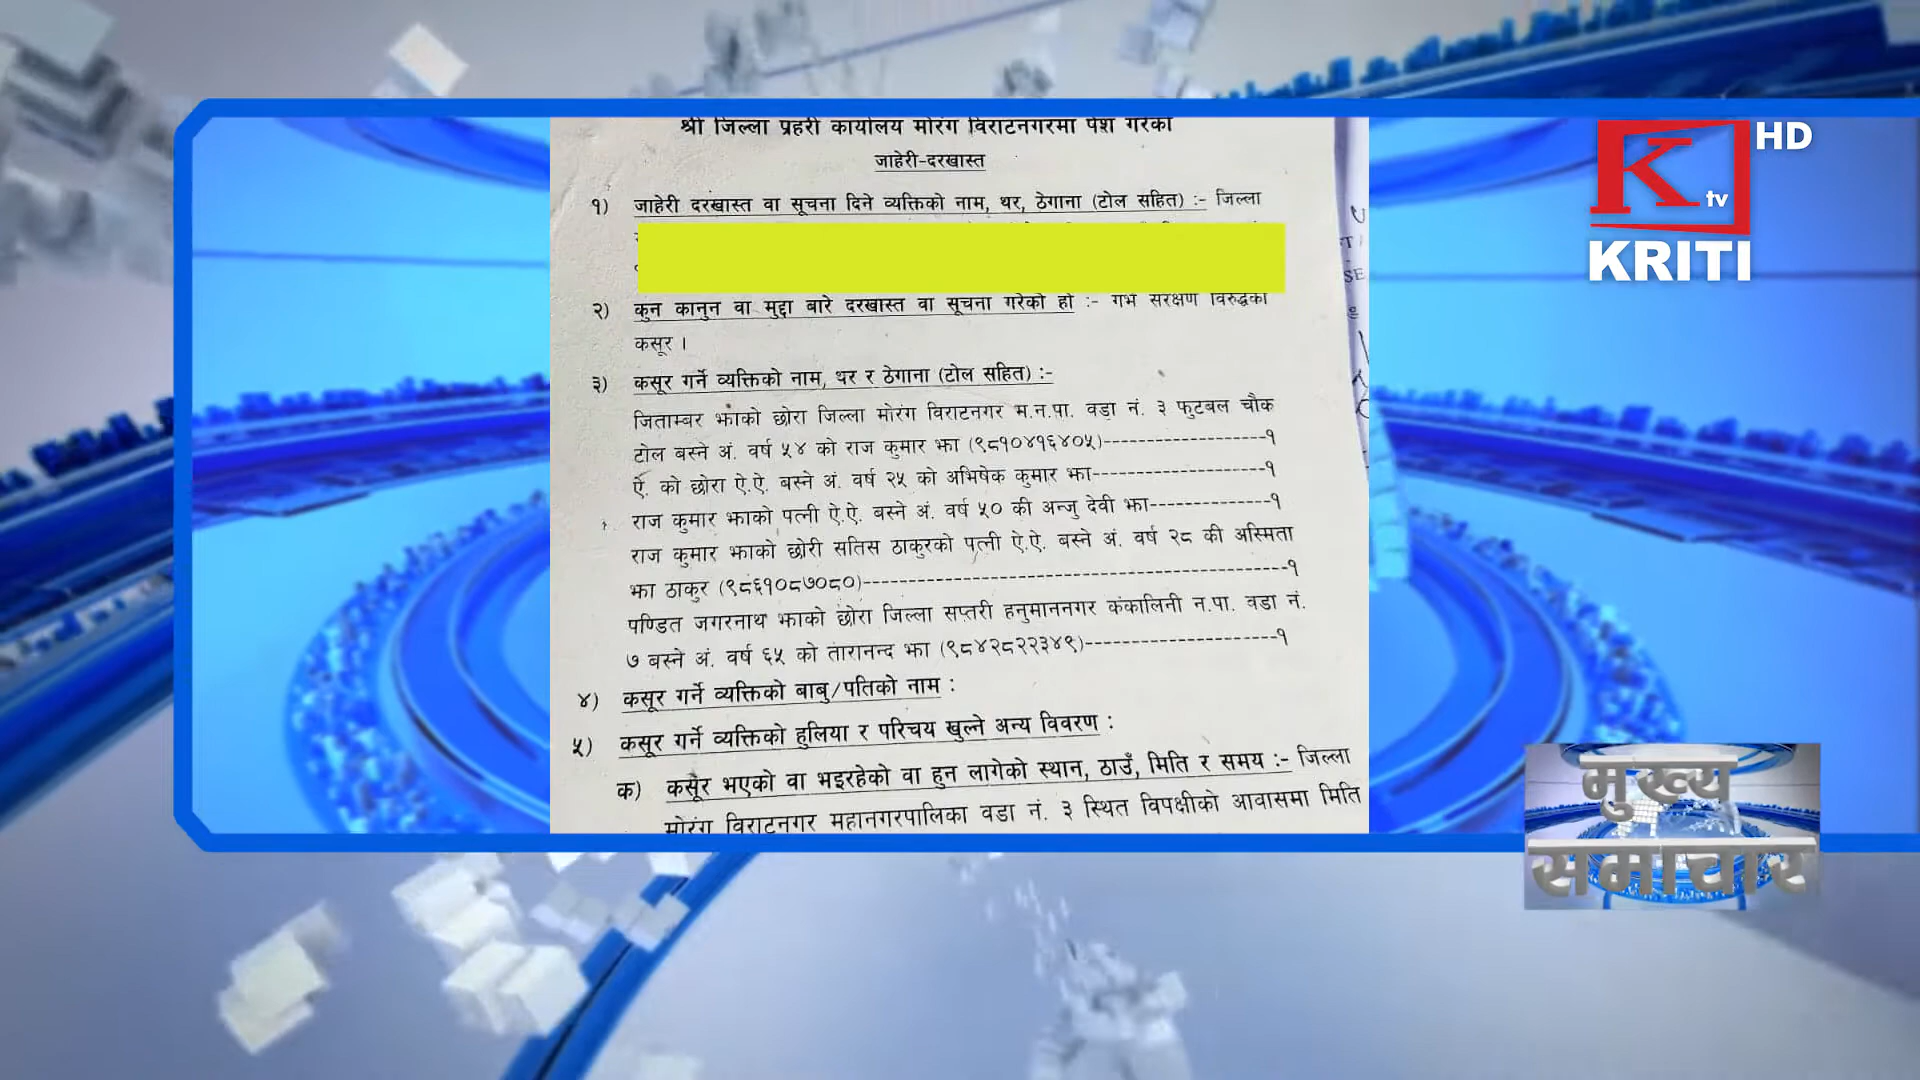 श्री जिल्ला प्रहरी कार्यालय मोरंग विराटनगरमा पेश गरेको
जाहेरी-दरखास्त
१) जाहेरी दरखास्त वा सूचना दिने व्यक्तिको नाम, थर, ठेगाना (टोल सहित) :- जिल्ला
२) कुन कानुन वा मुद्दा बारे दरखास्त वा सूचना गरेको हो :- गर्भ संरक्षण विरुद्धको
कसूर ।
३) कसूर गर्ने व्यक्तिको नाम, थर र ठेगाना (टोल सहित) :-
जिताम्बर झाको छोरा जिल्ला मोरंग विराटनगर म.न.पा. वडा नं. ३ फुटबल चौक
टोल बस्ने अं. वर्ष ५४ को राज कुमार झा (९८१०४१६४०५)------------------१
ऐ. को छोरा ऐ.ऐ. बस्ने अं. वर्ष २५ को अभिषेक कुमार झा-------------------१
राज कुमार झाको पत्नी ऐ.ऐ. बस्ने अं. वर्ष ५० की अन्जु देवी झा-------------१
राज कुमार झाको छोरी सतिस ठाकुरको पत्नी ऐ.ऐ. बस्ने अं. वर्ष २८ की अस्मिता
झा ठाकुर (९८६१०८७०८०)-----------------------------------------------१
पण्डित जगरनाथ झाको छोरा जिल्ला सप्तरी हनुमाननगर कंकालिनी न.पा. वडा नं.
७ बस्ने अं. वर्ष ६५ को तारानन्द झा (९८४२८२२३४९)---------------------१
४) कसूर गर्ने व्यक्तिको बाबु/पतिको नाम :
५) कसूर गर्ने व्यक्तिको हुलिया र परिचय खुल्ने अन्य विवरण :
क) कसूर भएको वा भइरहेको वा हुन लागेको स्थान, ठाउँ, मिति र समय :- जिल्ला
मोरंग विराटनगर महानगरपालिका वडा नं. ३ स्थित विपक्षीको आवासमा मिति
K tv HD
KRITI
मुख्य
समाचार